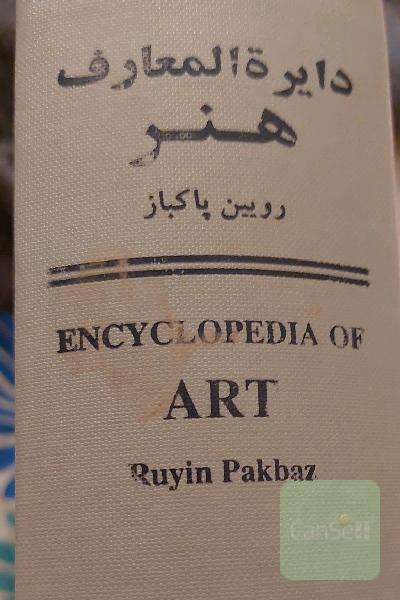 دایرة‌المعارف
هنر
رویین پاکباز
ENCYCLOPEDIA OF
ART
Ruyin Pakbaz
CanSell